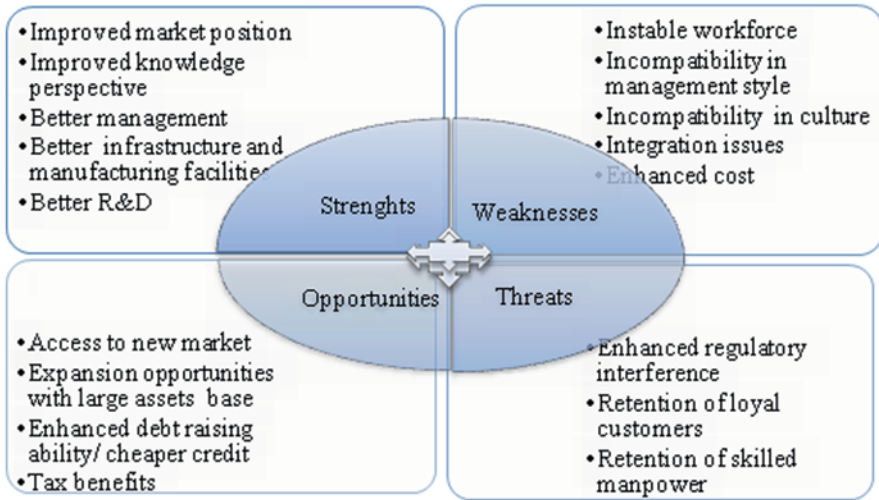 •Improved market position
•Improved knowledge
perspective
•Better management
•Better infrastructure and
manufacturing facilities
•Better R&D
•Instable workforce
•Incompatibility in
management style
•Incompatibility in culture
•Integration issues
•Enhanced cost
Strenghts
Weaknesses
Opportunities
Threats
•Access to new market
•Expansion opportunities
with large assets base
•Enhanced debt raising
ability/ cheaper credit
•Tax benefits
•Enhanced regulatory
interference
•Retention of loyal
customers
•Retention of skilled
manpower